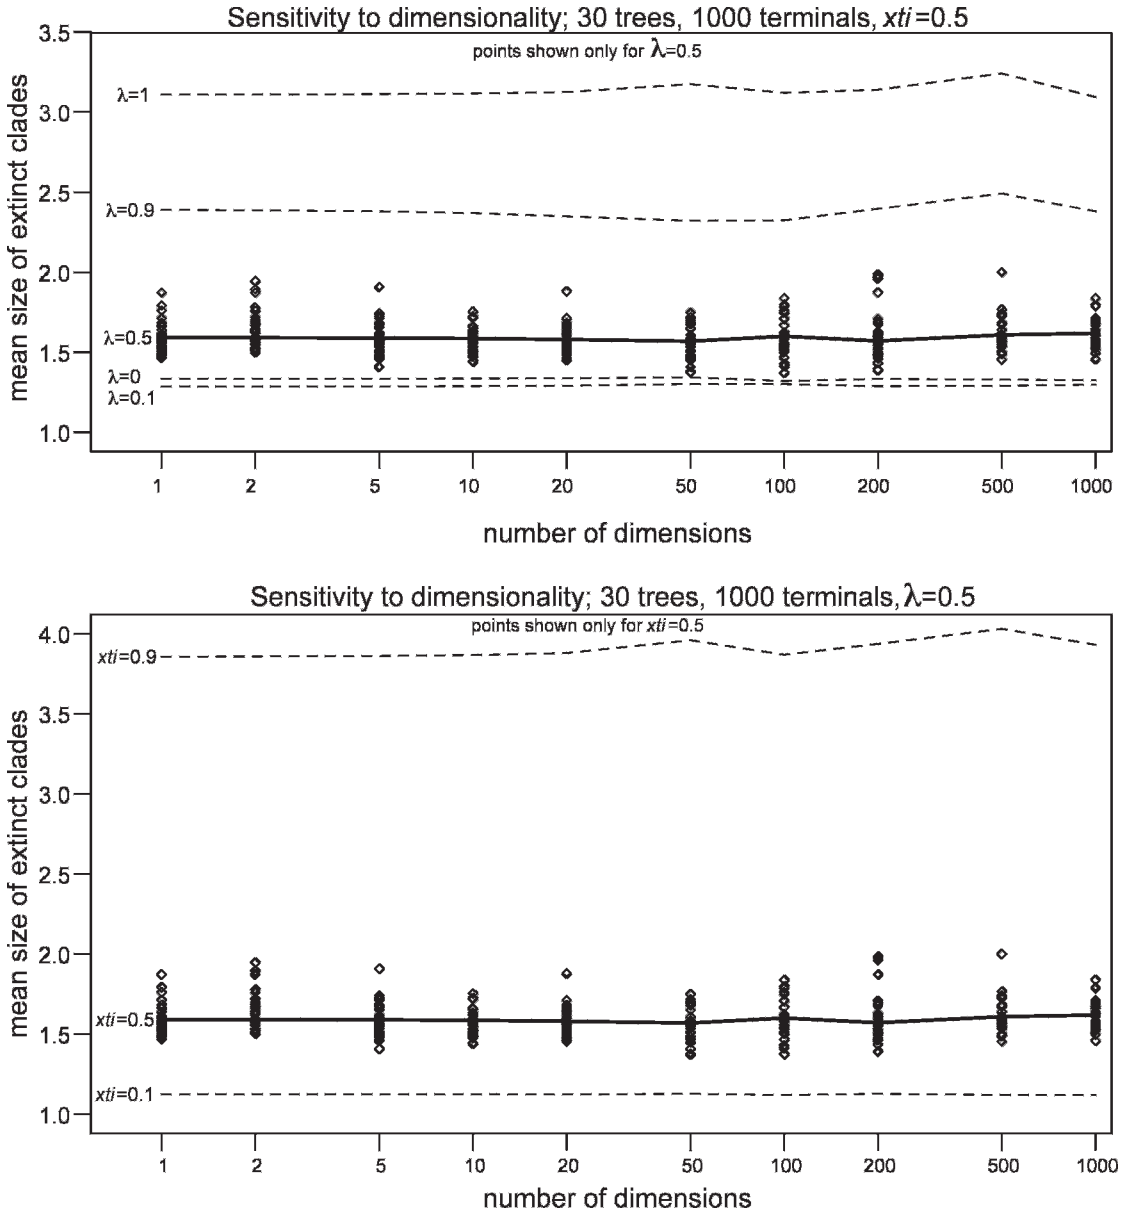 Sensitivity to dimensionality; 30 trees, 1000 terminals, xti=0.5
points shown only for λ=0.5
mean size of extinct clades
3.5
3.0
2.5
2.0
1.5
1.0
λ=1
λ=0.9
λ=0.5
λ=0
λ=0.1
1 2 5 10 20 50 100 200 500 1000
number of dimensions
Sensitivity to dimensionality; 30 trees, 1000 terminals, λ=0.5
points shown only for xti=0.5
mean size of extinct clades
4.0
3.5
3.0
2.5
2.0
1.5
1.0
xti=0.9
xti=0.5
xti=0.1
1 2 5 10 20 50 100 200 500 1000
number of dimensions